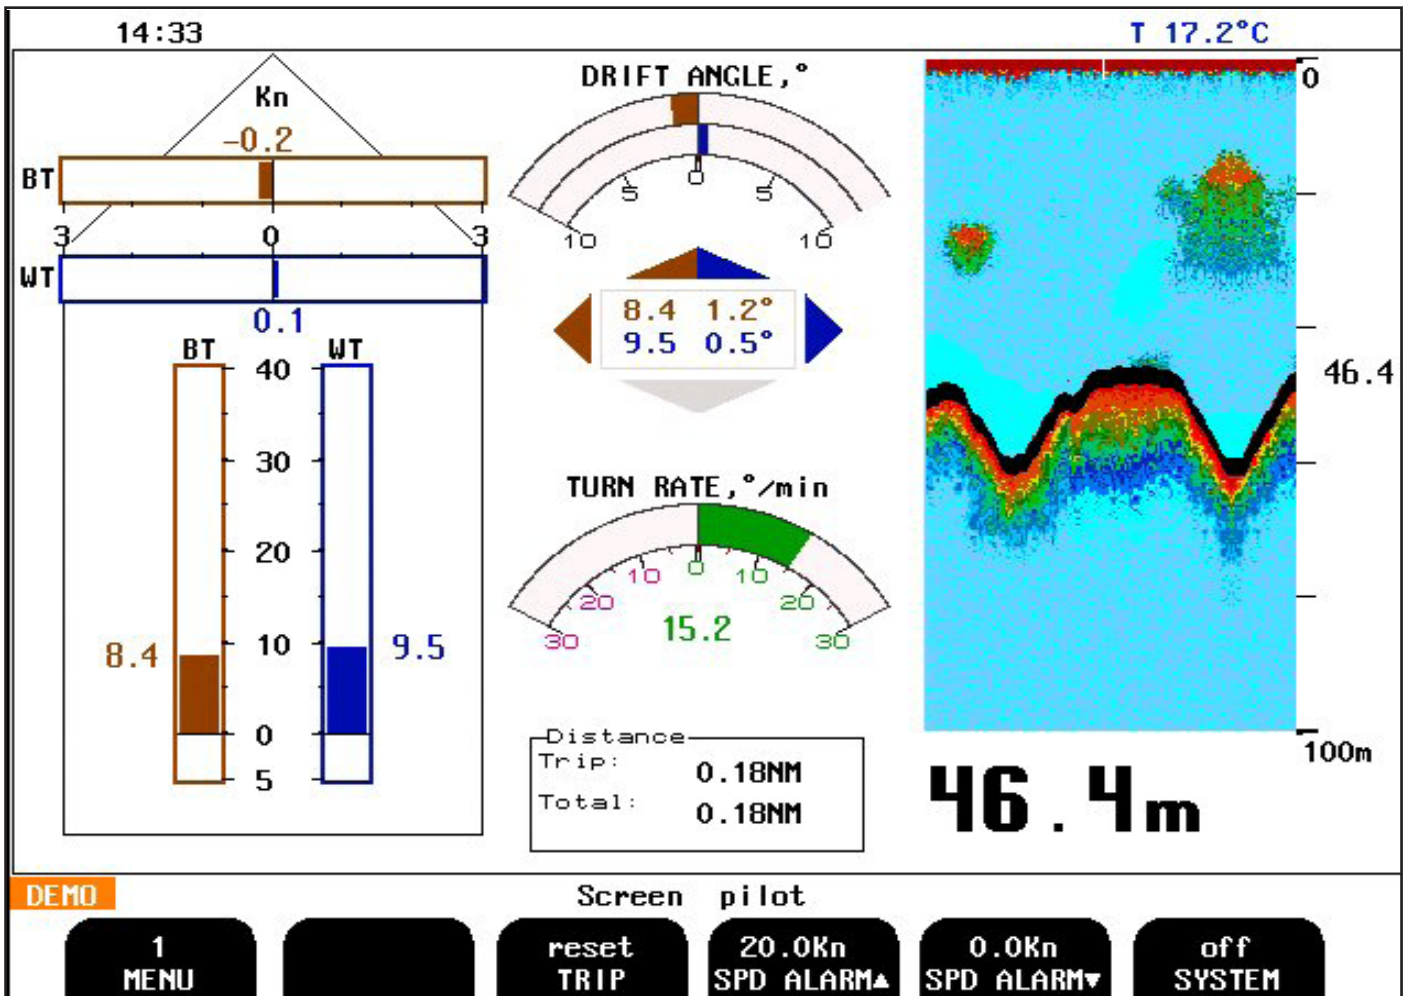 14:33
T 17.2°C
Kn
-0.2
BT
3 0 3
WT
0.1
BT WT
40
30
20
10
0
5
8.4
9.5
DRIFT ANGLE,°
10 5 0 5 10
8.4 1.2°
9.5 0.5°
TURN RATE,°/min
30 20 10 0 10 20 30
15.2
Distance
Trip: 0.18NM
Total: 0.18NM
0
46.4
100m
46.4m
DEMO
Screen pilot
1
MENU
reset
TRIP
20.0Kn
SPD ALARM▲
0.0Kn
SPD ALARM▼
off
SYSTEM